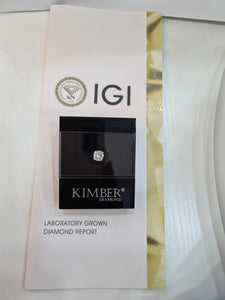 IGI
KIMBER®
DIAMOND
LABORATORY GROWN
DIAMOND REPORT